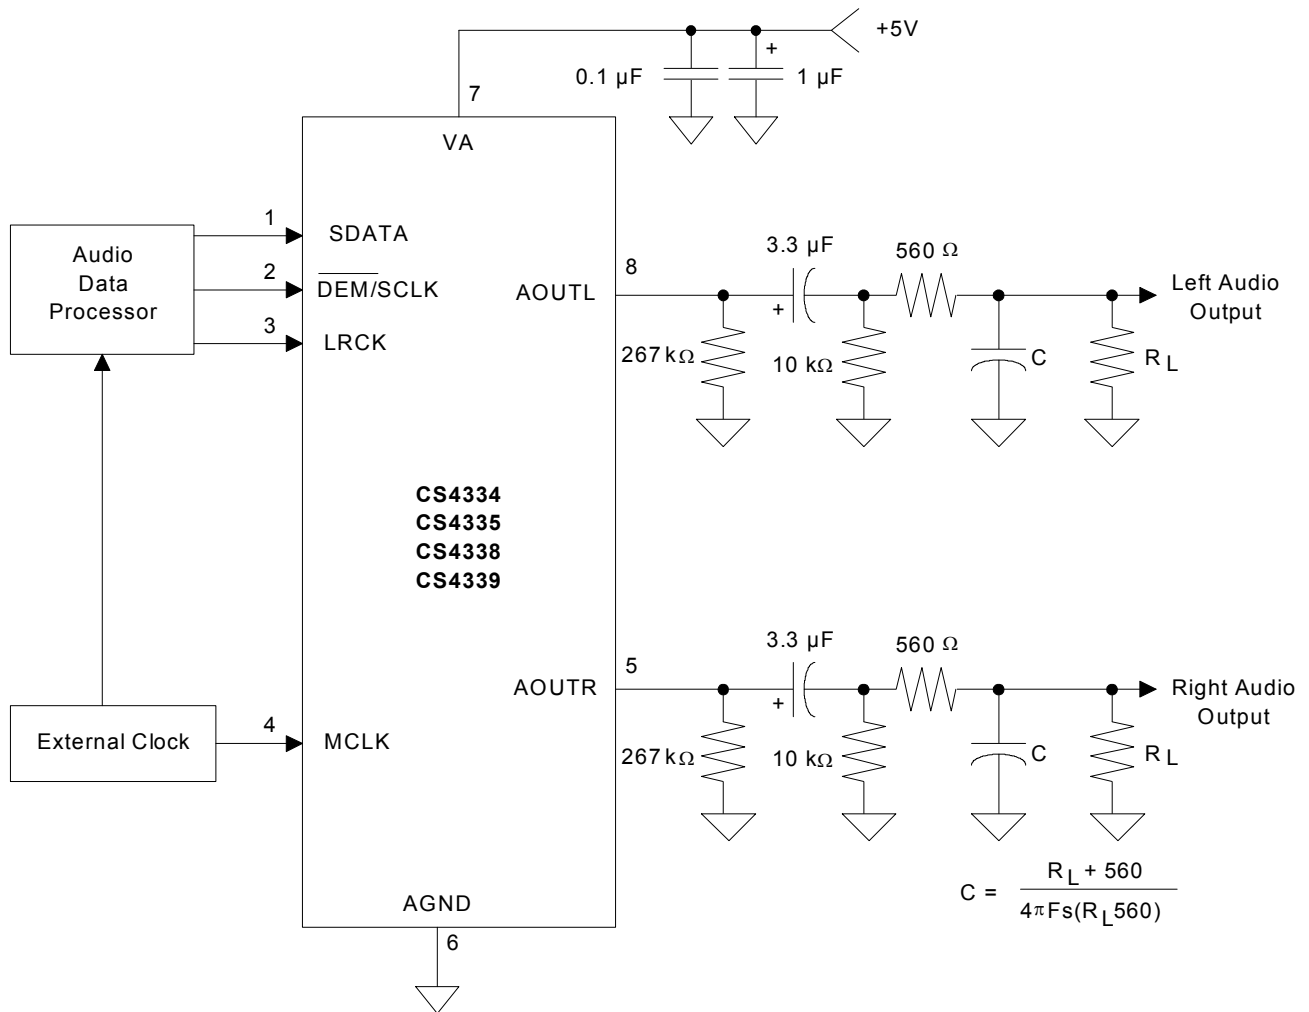 +5V
0.1 µF
+
1 µF
7
VA
Audio
Data
Processor
1
SDATA
2
DEM/SCLK
3
LRCK
8
AOUTL
3.3 µF
+
560 Ω
267 kΩ
10 kΩ
C
R L
Left Audio
Output
CS4334
CS4335
CS4338
CS4339
5
AOUTR
3.3 µF
+
560 Ω
267 kΩ
10 kΩ
C
R L
Right Audio
Output
External Clock
4
MCLK
AGND
6
C = R L + 560
4πFs(R L 560)